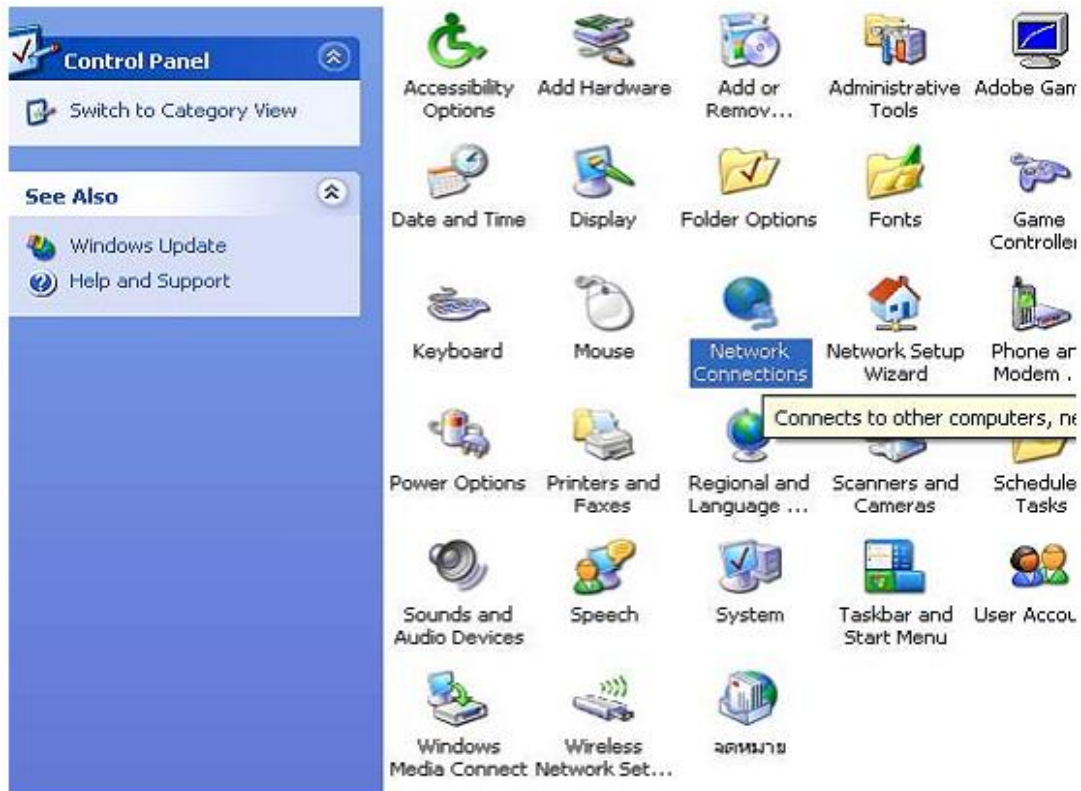 Control Panel
Switch to Category View
See Also
Windows Update
Help and Support
Accessibility
Options
Add Hardware
Add or
Remov...
Administrative
Tools
Adobe Gam
Date and Time
Display
Folder Options
Fonts
Game
Controller
Keyboard
Mouse
Network
Connections
Network Setup
Wizard
Phone an
Modem .
Connects to other computers, ne
Power Options
Printers and
Faxes
Regional and
Language ...
Scanners and
Cameras
Schedule
Tasks
Sounds and
Audio Devices
Speech
System
Taskbar and
Start Menu
User Accou
Windows
Media Connect
Wireless
Network Set...
จดหมาย